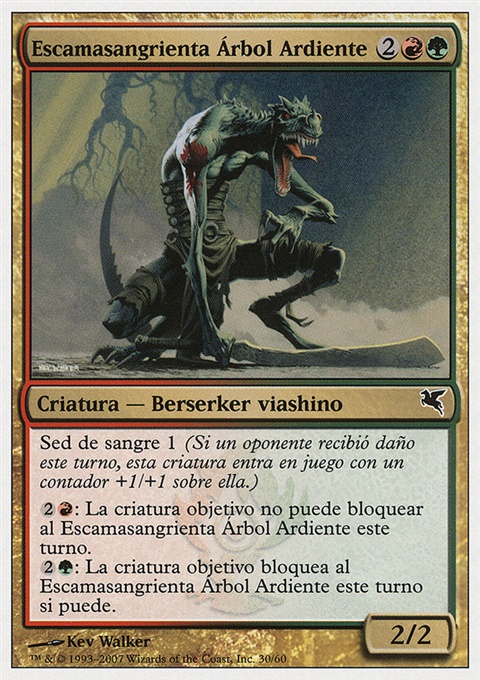 Escamasangrienta Árbol Ardiente 2
KEV WALKER
Criatura — Berserker viashino
Sed de sangre 1 (Si un oponente recibió daño
este turno, esta criatura entra en juego con un
contador +1/+1 sobre ella.)
2: La criatura objetivo no puede bloquear
al Escamasangrienta Árbol Ardiente este
turno.
2: La criatura objetivo bloquea al
Escamasangrienta Árbol Ardiente este turno
si puede.
Kev Walker
2/2
™ & © 1993–2007 Wizards of the Coast, Inc. 30/60